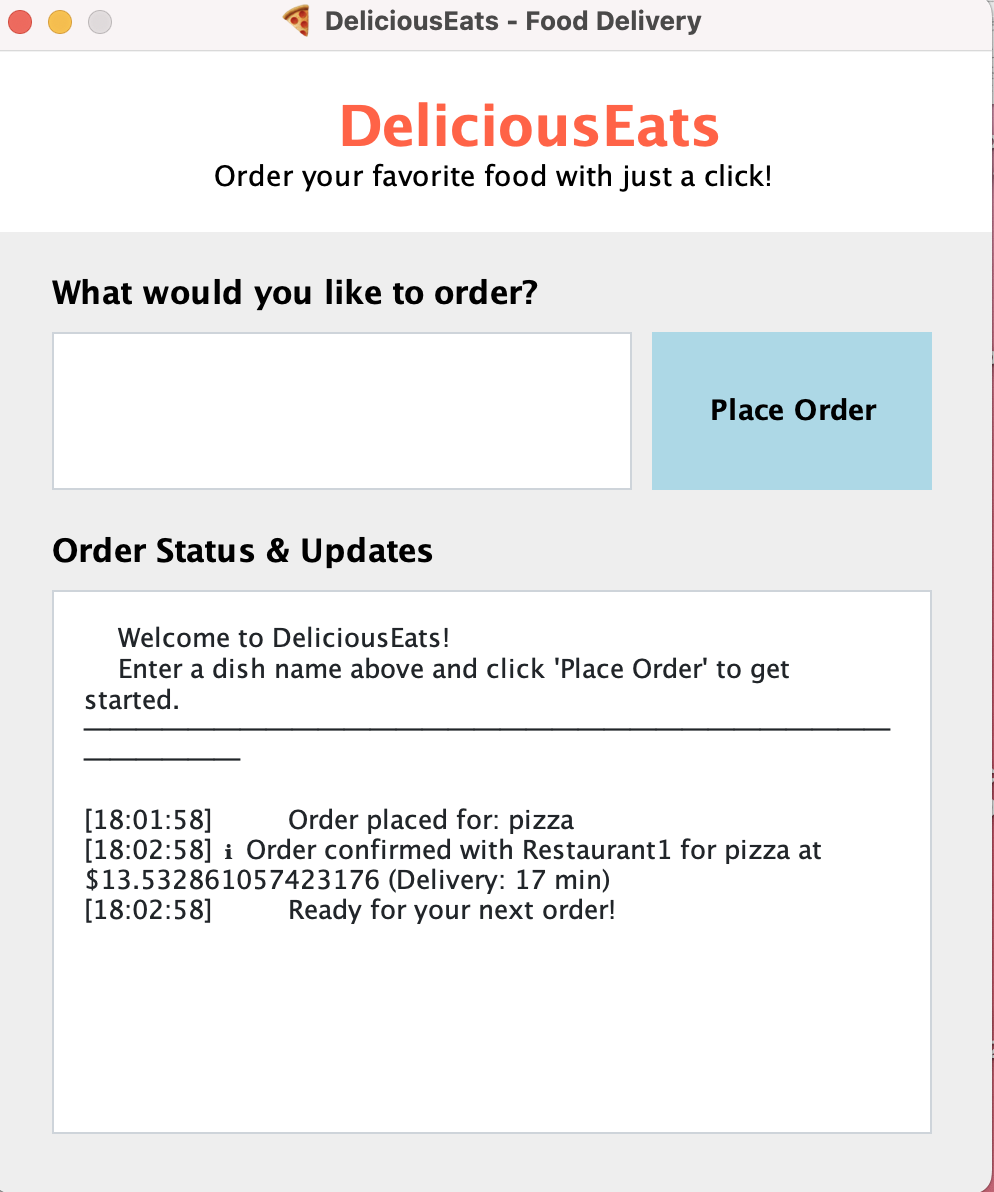 DeliciousEats - Food Delivery
DeliciousEats
Order your favorite food with just a click!
What would you like to order?
Place Order
Order Status & Updates
Welcome to DeliciousEats!
Enter a dish name above and click 'Place Order' to get
started.
[18:01:58] Order placed for: pizza
[18:02:58] ℹ Order confirmed with Restaurant1 for pizza at
$13.532861057423176 (Delivery: 17 min)
[18:02:58] Ready for your next order!